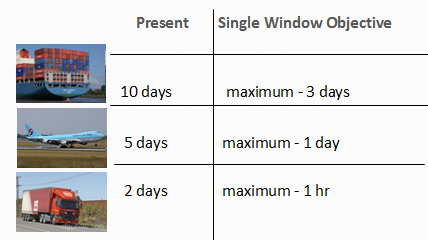 Present Single Window Objective
10 days maximum - 3 days
5 days maximum - 1 day
2 days maximum - 1 hr